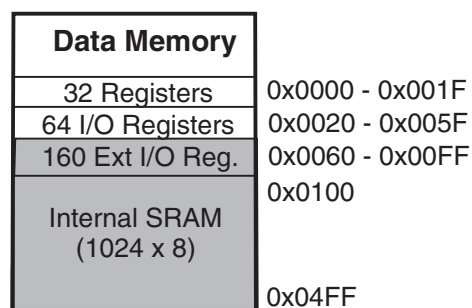 Data Memory
32 Registers 0x0000 - 0x001F
64 I/O Registers 0x0020 - 0x005F
160 Ext I/O Reg. 0x0060 - 0x00FF
0x0100
Internal SRAM
(1024 x 8)
0x04FF